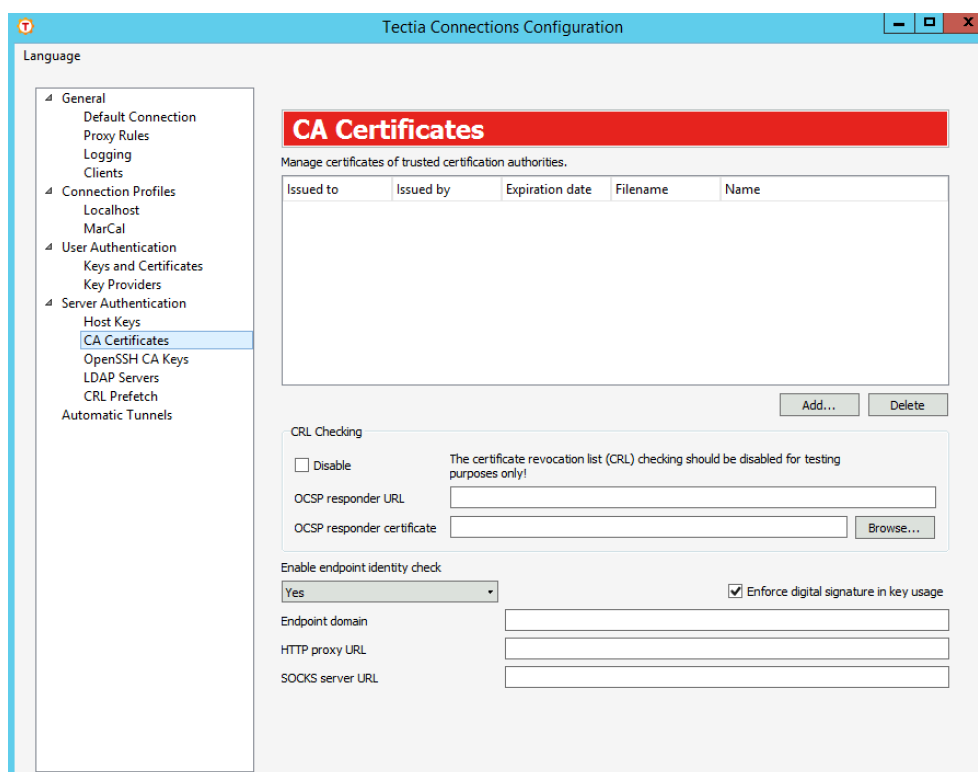 Tectia Connections Configuration
Language
General
Default Connection
Proxy Rules
Logging
Clients
Connection Profiles
Localhost
MarCal
User Authentication
Keys and Certificates
Key Providers
Server Authentication
Host Keys
CA Certificates
OpenSSH CA Keys
LDAP Servers
CRL Prefetch
Automatic Tunnels
CA Certificates
Manage certificates of trusted certification authorities.
Issued to Issued by Expiration date Filename Name
Add... Delete
CRL Checking
Disable
The certificate revocation list (CRL) checking should be disabled for testing
purposes only!
OCSP responder URL
OCSP responder certificate Browse...
Enable endpoint identity check
Yes Enforce digital signature in key usage
Endpoint domain
HTTP proxy URL
SOCKS server URL